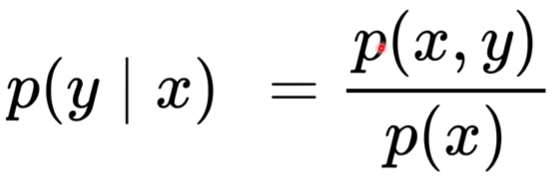 p(y | x) = p(x, y) / p(x)